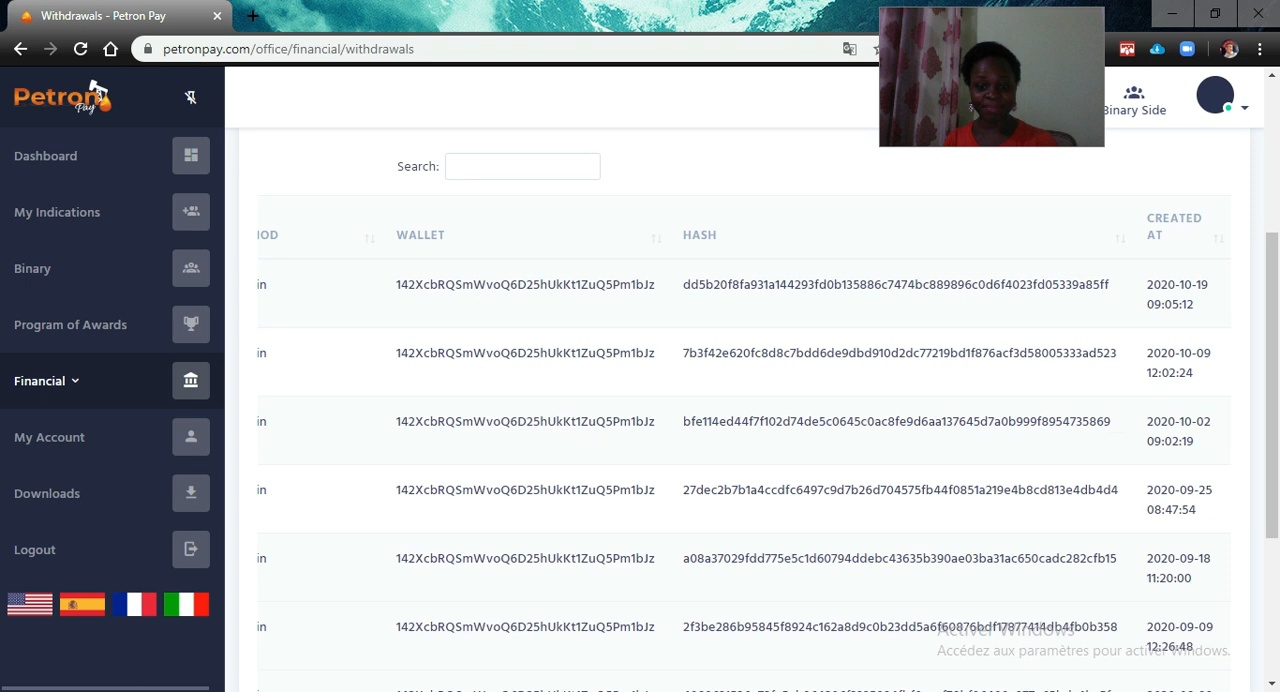 Withdrawals - Petron Pay
petronpay.com/office/financial/withdrawals
Petron
Pay
Binary Side
Dashboard
My Indications
Binary
Program of Awards
Financial
My Account
Downloads
Logout
Search:
HOD
WALLET
HASH
CREATED
AT
in
142XcbRQSmWvoQ6D25hUkKt1ZuQ5Pm1bJz
dd5b20f8fa931a144293fd0b135886c7474bc889896c0d6f4023fd05339a85ff
2020-10-19
09:05:12
in
142XcbRQSmWvoQ6D25hUkKt1ZuQ5Pm1bJz
7b3f42e620fc8d8c7bdd6de9dbd910d2dc77219bd1f876acf3d58005333ad523
2020-10-09
12:02:24
in
142XcbRQSmWvoQ6D25hUkKt1ZuQ5Pm1bJz
bfe114ed44f7f102d74de5c0645c0ac8fe9d6aa137645d7a0b999f8954735869
2020-10-02
09:02:19
in
142XcbRQSmWvoQ6D25hUkKt1ZuQ5Pm1bJz
27dec2b7b1a4ccdfc6497c9d7b26d704575fb44f0851a219e4b8cd813e4db4d4
2020-09-25
08:47:54
in
142XcbRQSmWvoQ6D25hUkKt1ZuQ5Pm1bJz
a08a37029fdd775e5c1d60794ddebc43635b390ae03ba31ac650cadc282cfb15
2020-09-18
11:20:00
in
142XcbRQSmWvoQ6D25hUkKt1ZuQ5Pm1bJz
2f3be286b95845f8924c162a8d9c0b23dd5a6f60876bdf17877414db4fb0b358
2020-09-09
12:26:48
Activer Windows
Accédez aux paramètres pour activer Windows.